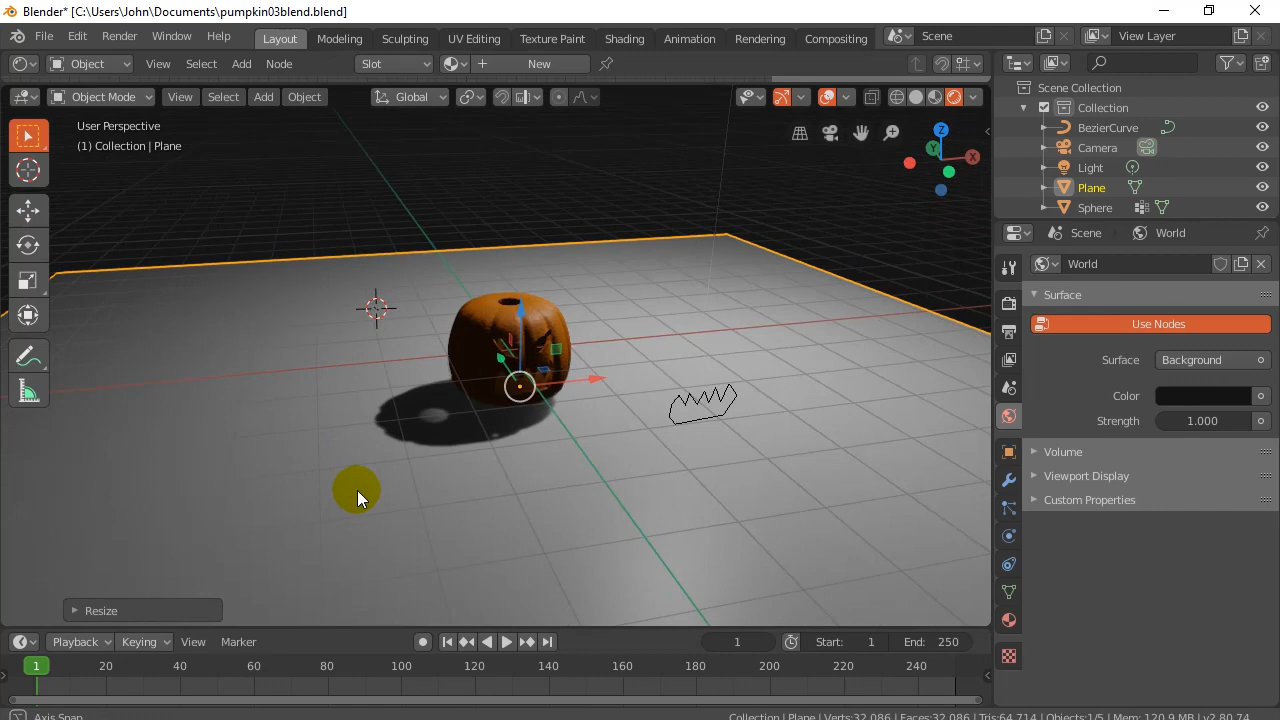 Blender* [C:\Users\John\Documents\pumpkin03blend.blend]
File Edit Render Window Help
Layout Modeling Sculpting UV Editing Texture Paint Shading Animation Rendering Compositing
Scene
View Layer
Object View Select Add Node Slot New
Object Mode View Select Add Object Global
User Perspective
(1) Collection | Plane
Z
Y
X
Scene Collection
Collection
BezierCurve
Camera
Light
Plane
Sphere
Scene World
World
Surface
Use Nodes
Surface Background
Color
Strength 1.000
Volume
Viewport Display
Custom Properties
Resize
Playback Keying View Marker
1 Start: 1 End: 250
1 20 40 60 80 100 120 140 160 180 200 220 240
Axis Snap
Collection | Plane | Verts:32,086 | Faces:32,086 | Tris:64,714 | Objects:1/5 | Mem: 120.9 MB | v2.80.74